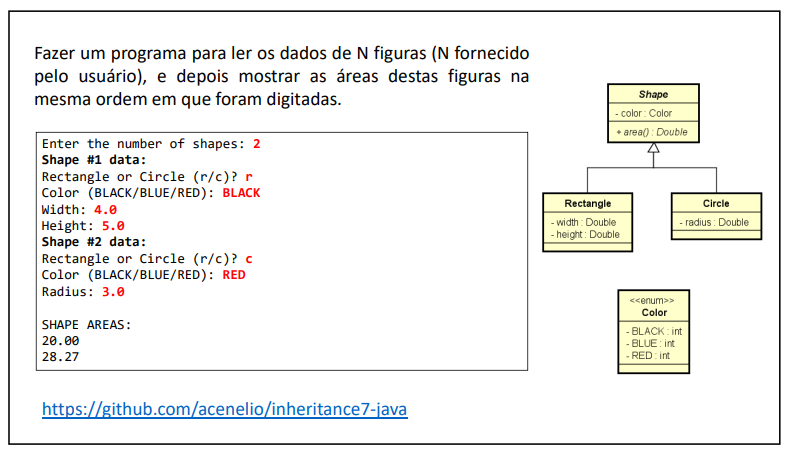 Fazer um programa para ler os dados de N figuras (N fornecido
pelo usuário), e depois mostrar as áreas destas figuras na
mesma ordem em que foram digitadas.
Enter the number of shapes: 2
Shape #1 data:
Rectangle or Circle (r/c)? r
Color (BLACK/BLUE/RED): BLACK
Width: 4.0
Height: 5.0
Shape #2 data:
Rectangle or Circle (r/c)? c
Color (BLACK/BLUE/RED): RED
Radius: 3.0
SHAPE AREAS:
20.00
28.27
https://github.com/acenelio/inheritance7-java
Shape
- color : Color
+ area() : Double
Rectangle
- width : Double
- height : Double
Circle
- radius : Double
<<enum>>
Color
- BLACK : int
- BLUE : int
- RED : int